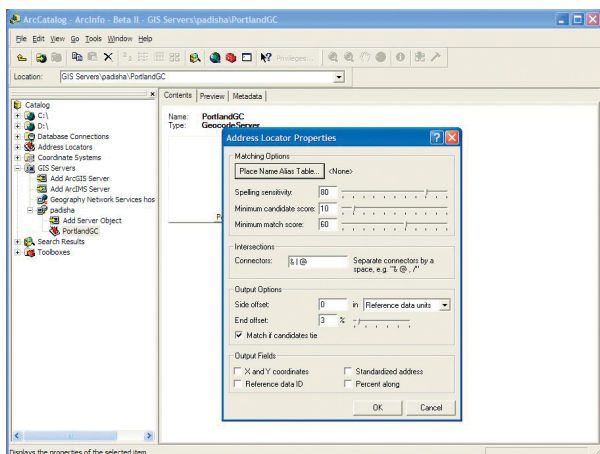 ArcCatalog - ArcInfo - Beta II - GIS Servers\padisha\PortlandGC
File Edit View Go Tools Window Help
Privileges...
Location: GIS Servers\padisha\PortlandGC
Catalog
C:\
D:\
Database Connections
Address Locators
Coordinate Systems
GIS Servers
Add ArcGIS Server
Add ArcIMS Server
Geography Network Services hos
padisha
Add Server Object
PortlandGC
Search Results
Toolboxes
Contents Preview Metadata
Name: PortlandGC
Type: GeocodeServer
Address Locator Properties
Matching Options
Place Name Alias Table... <None>
Spelling sensitivity: 80
Minimum candidate score: 10
Minimum match score: 60
Intersections
Connectors: & | @ Separate connectors by a
space, e.g. "& @ , /"
Output Options
Side offset: 0 in Reference data units
End offset: 3 %
Match if candidates tie
Output Fields
X and Y coordinates Standardized address
Reference data ID Percent along
OK Cancel
Displays the properties of the selected item